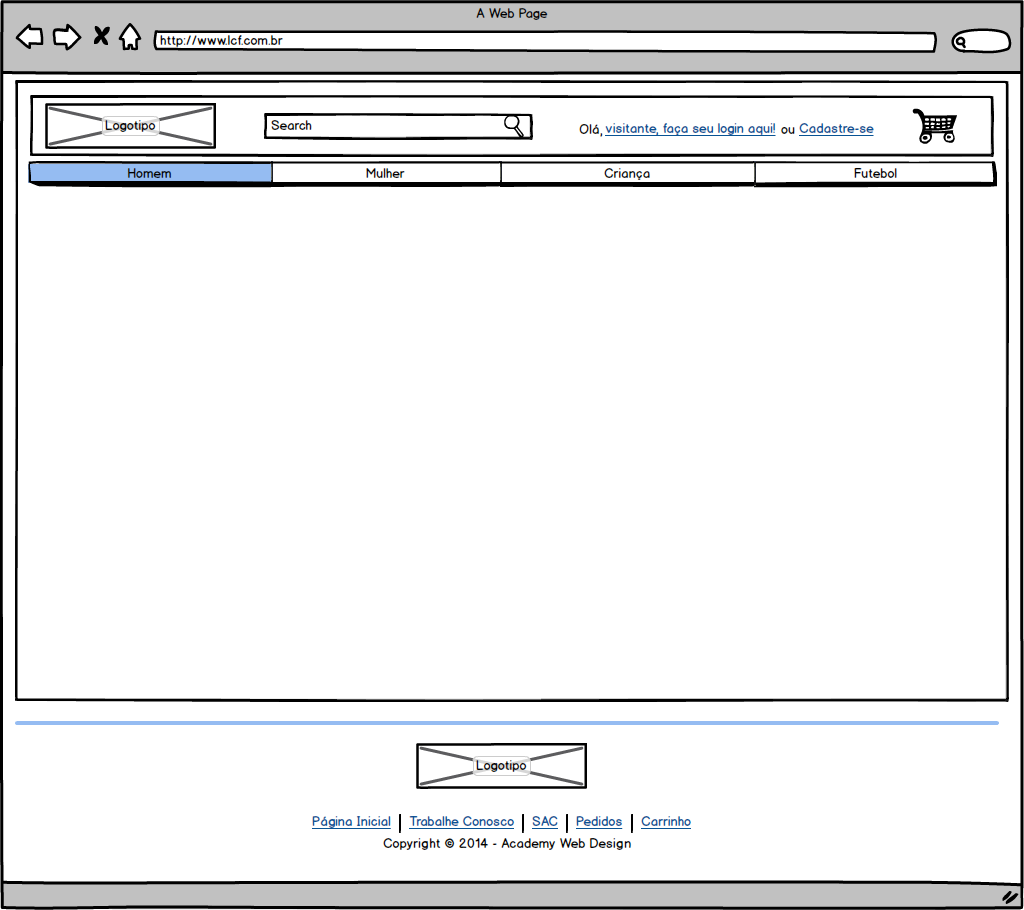 A Web Page
http://www.lcf.com.br
Logotipo
Search
Olá, visitante, faça seu login aqui! ou Cadastre-se
Homem Mulher Criança Futebol
Logotipo
Página Inicial | Trabalhe Conosco | SAC | Pedidos | Carrinho
Copyright © 2014 - Academy Web Design